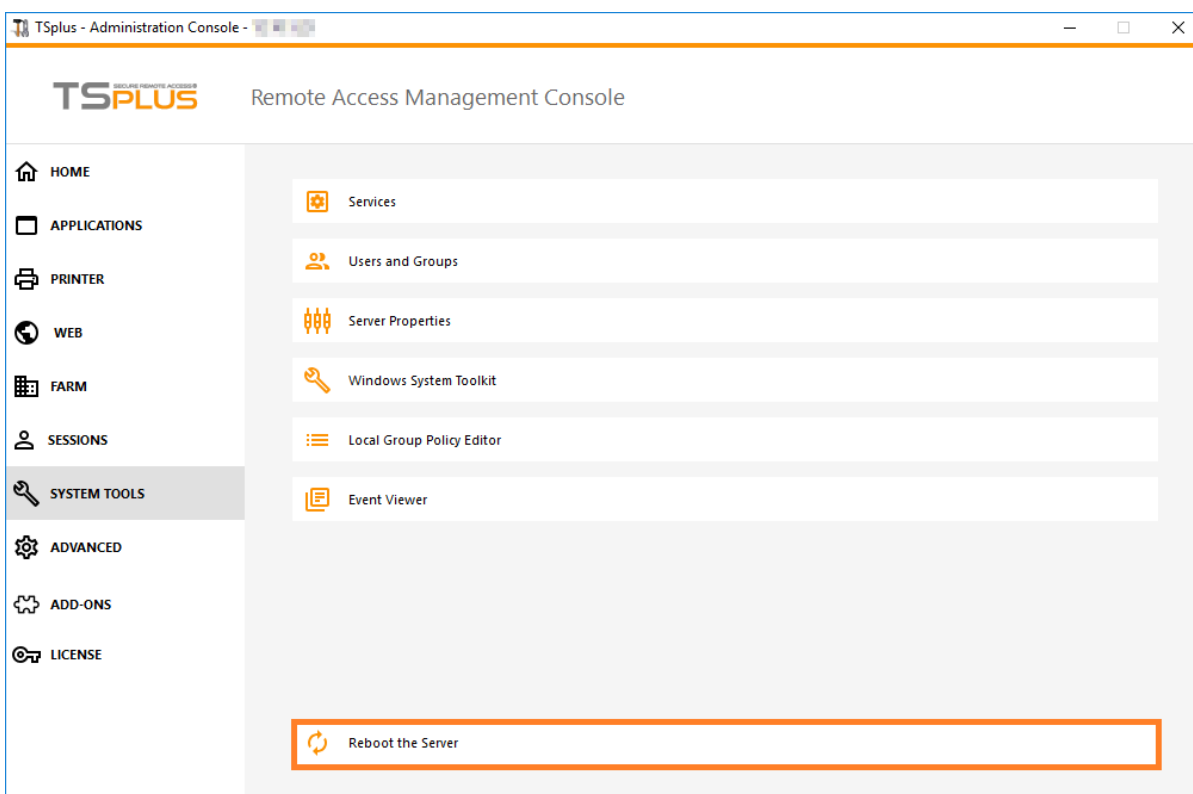 TSplus - Administration Console -
TSPLUS
SECURE REMOTE ACCESS
Remote Access Management Console
HOME
APPLICATIONS
PRINTER
WEB
FARM
SESSIONS
SYSTEM TOOLS
ADVANCED
ADD-ONS
LICENSE
Services
Users and Groups
Server Properties
Windows System Toolkit
Local Group Policy Editor
Event Viewer
Reboot the Server